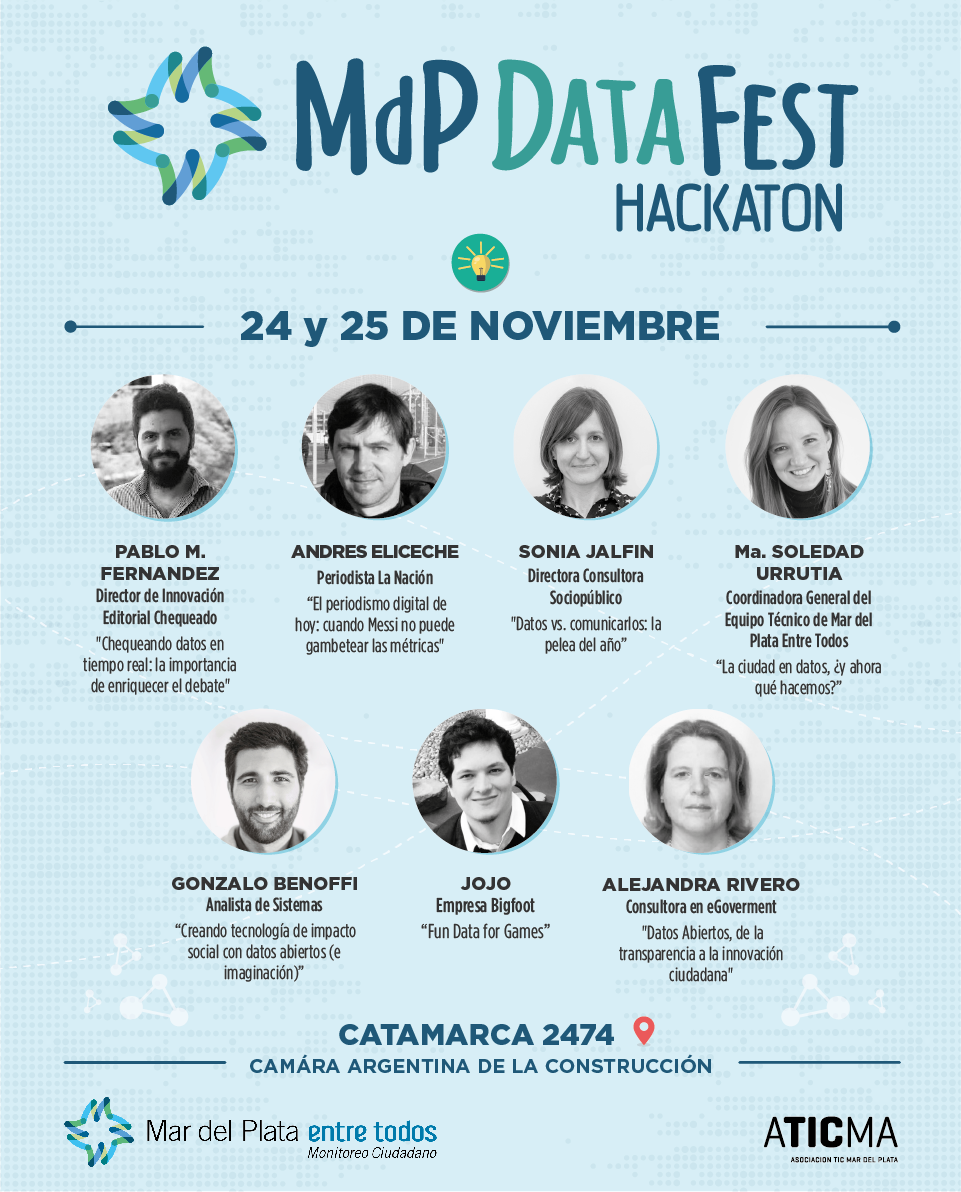 MdP DATAFEST
HACKATON
24 y 25 DE NOVIEMBRE
PABLO M.
FERNANDEZ
Director de Innovación
Editorial Chequeado
"Chequeando datos en
tiempo real: la importancia
de enriquecer el debate"
ANDRES ELICECHE
Periodista La Nación
“El periodismo digital de
hoy: cuando Messi no puede
gambetear las métricas"
SONIA JALFIN
Directora Consultora
Sociopúblico
"Datos vs. comunicarlos: la
pelea del año”
Ma. SOLEDAD
URRUTIA
Coordinadora General del
Equipo Técnico de Mar del
Plata Entre Todos
“La ciudad en datos, ¿y ahora
qué hacemos?”
GONZALO BENOFFI
Analista de Sistemas
“Creando tecnología de impacto
social con datos abiertos (e
imaginación)”
JOJO
Empresa Bigfoot
“Fun Data for Games”
ALEJANDRA RIVERO
Consultora en eGoverment
"Datos Abiertos, de la
transparencia a la innovación
ciudadana"
CATAMARCA 2474
CAMÁRA ARGENTINA DE LA CONSTRUCCIÓN
Mar del Plata entre todos
Monitoreo Ciudadano
ATICMA
ASOCIACION TIC MAR DEL PLATA